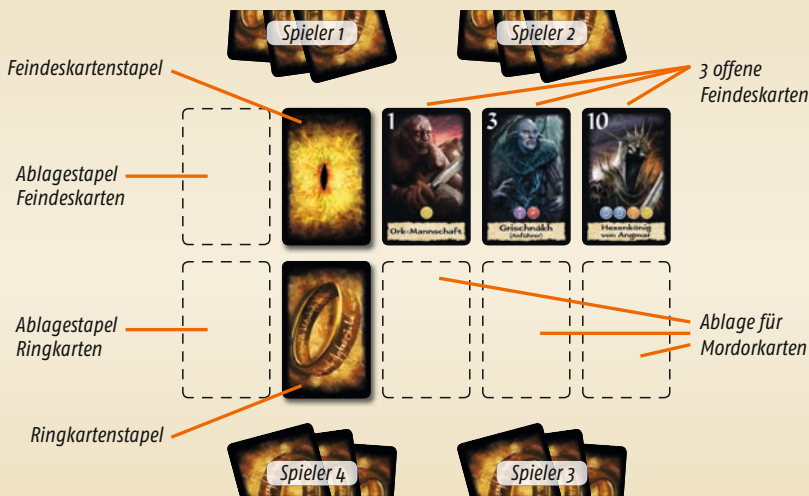 Spieler 1
Spieler 2
Feindeskartenstapel
3 offene
Feindeskarten
1
3
10
Ablagestapel
Feindeskarten
Ork-Mannschaft
Grischnákh
(Anführer)
Hexenkönig
von Angmar
Ablagestapel
Ringkarten
Ablage für
Mordorkarten
Ringkartenstapel
Spieler 4
Spieler 3